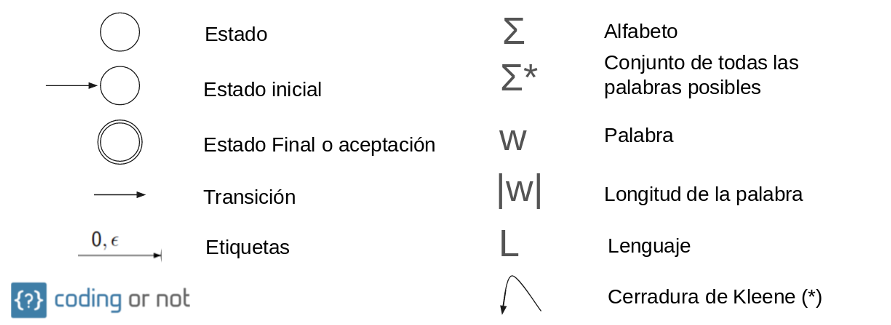 Estado
Estado inicial
Estado Final o aceptación
Transición
0, ϵ
Etiquetas
{?} coding or not
Σ
Alfabeto
Σ*
Conjunto de todas las
palabras posibles
w
Palabra
|w|
Longitud de la palabra
L
Lenguaje
Cerradura de Kleene (*)